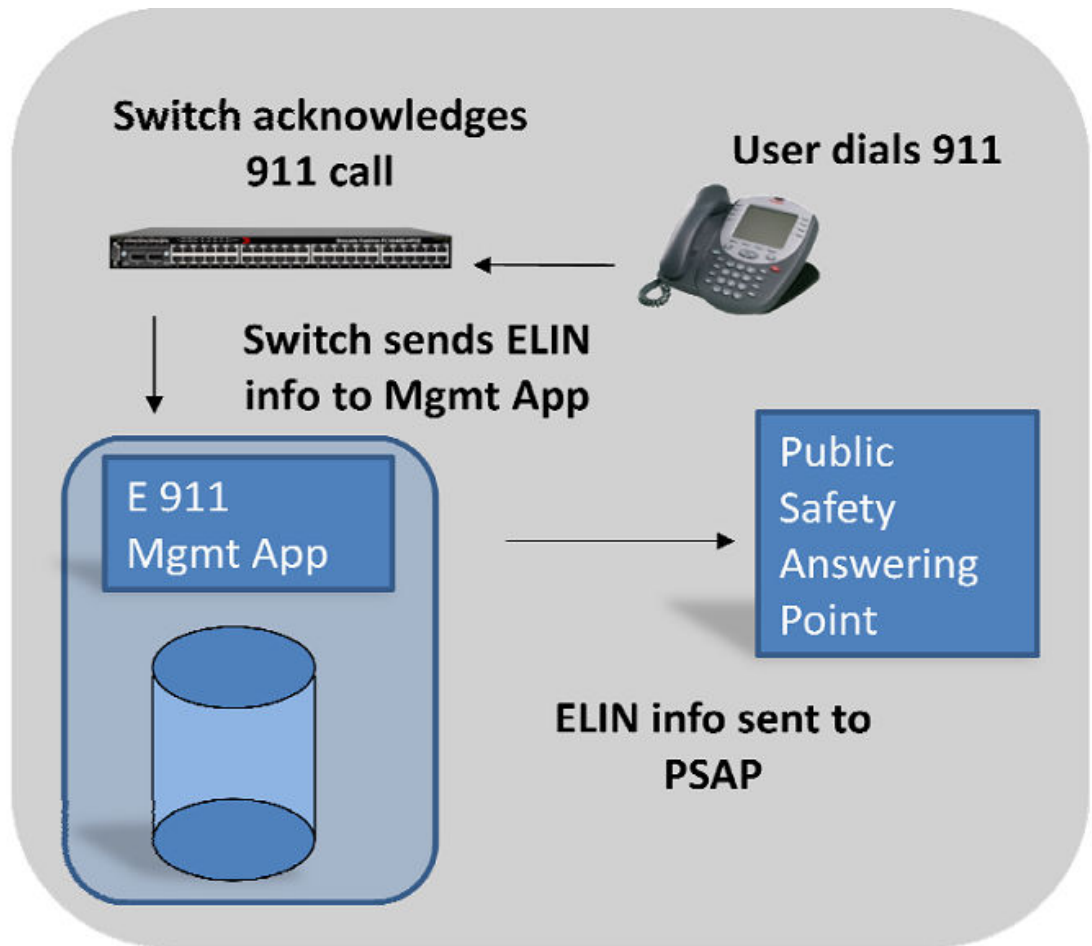 Switch acknowledges
911 call
User dials 911
Switch sends ELIN
info to Mgmt App
E 911
Mgmt App
Public
Safety
Answering
Point
ELIN info sent to
PSAP